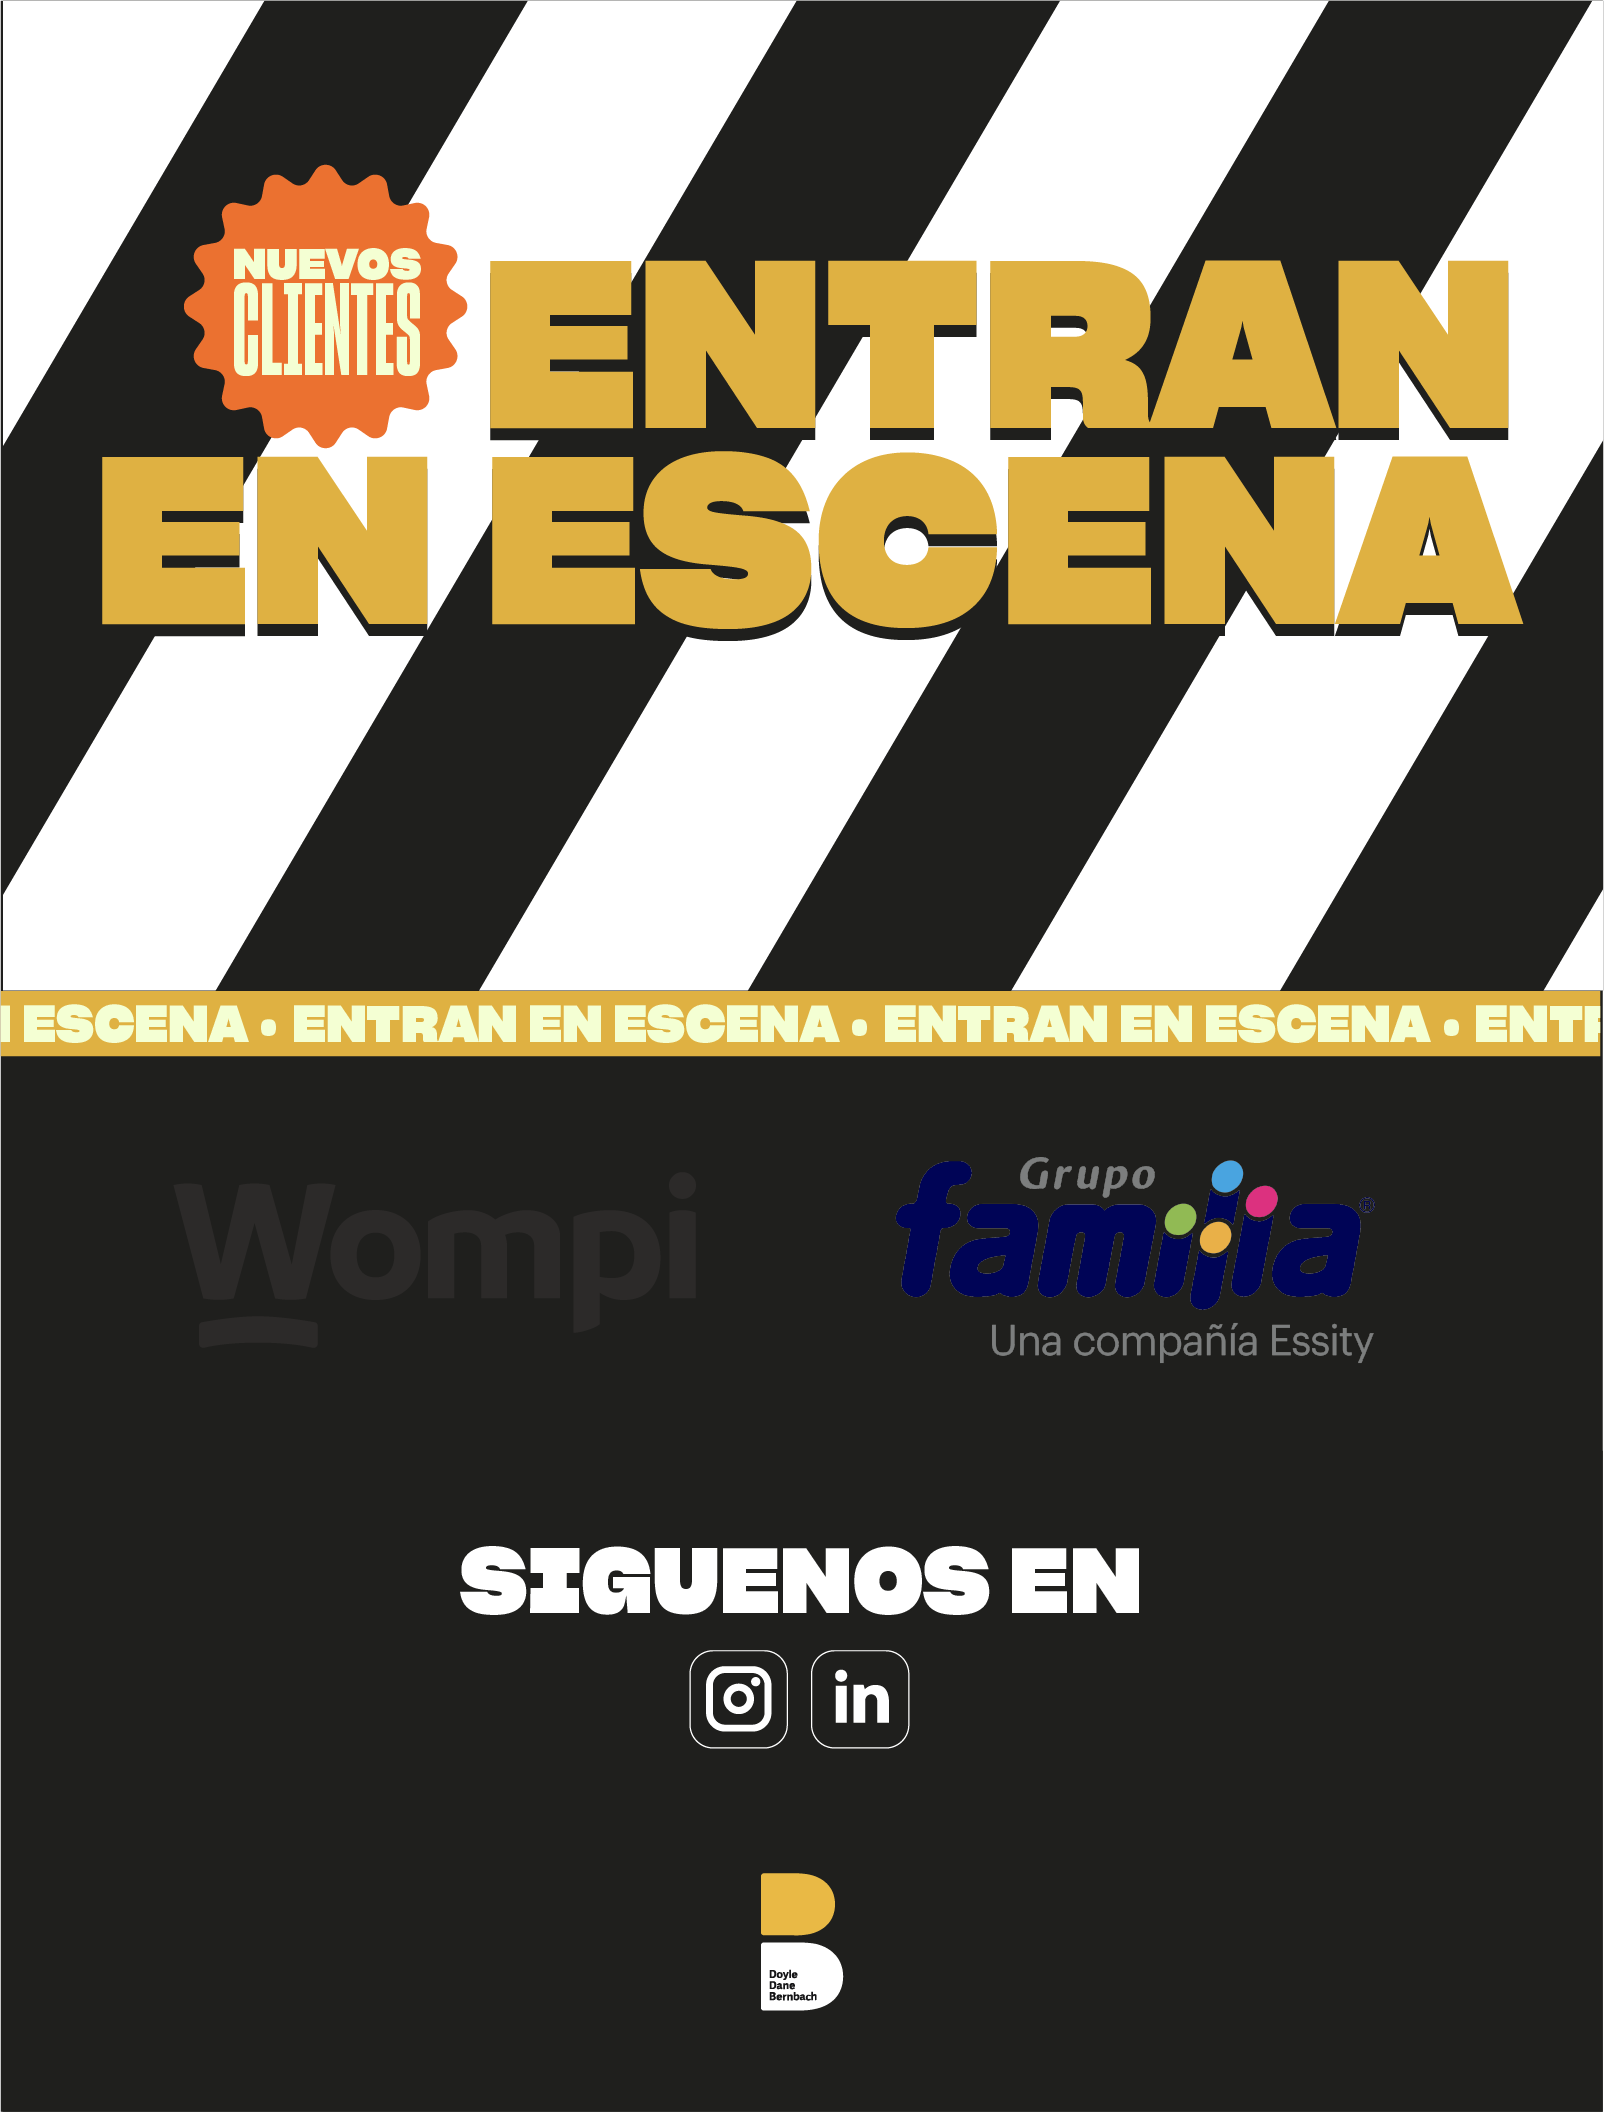 NUEVOS
CLIENTES
ENTRAN
EN ESCENA
ESCENA • ENTRAN EN ESCENA • ENTRAN EN ESCENA • ENTR
Wompi
Grupo
familia®
Una compañía Essity
SIGUENOS EN
in
Doyle
Dane
Bernbach